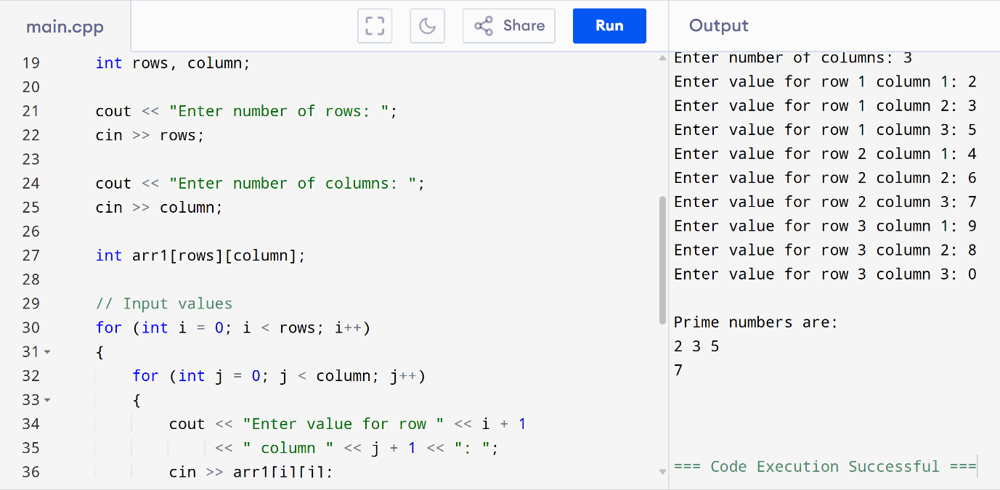 main.cpp
Share
Run
Output
19 int rows, column;
20
21 cout << "Enter number of rows: ";
22 cin >> rows;
23
24 cout << "Enter number of columns: ";
25 cin >> column;
26
27 int arr1[rows][column];
28
29 // Input values
30 for (int i = 0; i < rows; i++)
31 {
32 for (int j = 0; j < column; j++)
33 {
34 cout << "Enter value for row " << i + 1
35 << " column " << j + 1 << ": ";
36 cin >> arr1[i][j];
Enter number of columns: 3
Enter value for row 1 column 1: 2
Enter value for row 1 column 2: 3
Enter value for row 1 column 3: 5
Enter value for row 2 column 1: 4
Enter value for row 2 column 2: 6
Enter value for row 2 column 3: 7
Enter value for row 3 column 1: 9
Enter value for row 3 column 2: 8
Enter value for row 3 column 3: 0
Prime numbers are:
2 3 5
7
=== Code Execution Successful ===